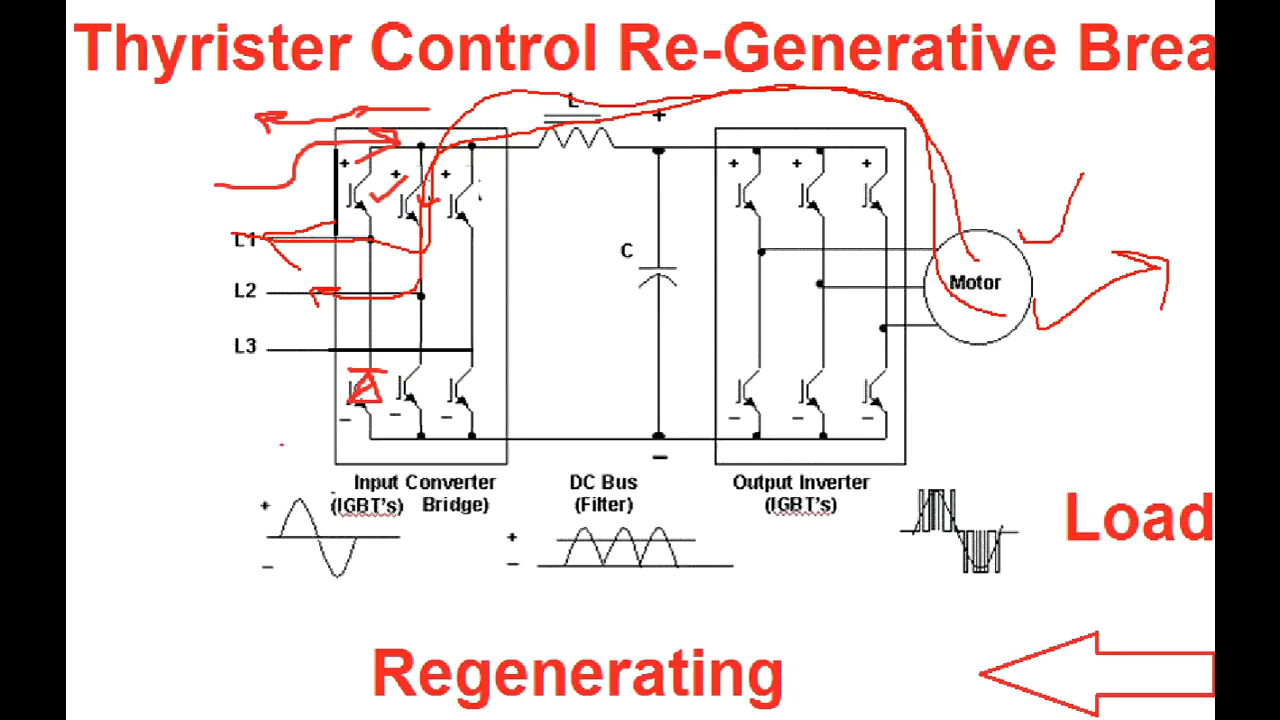 Thyrister Control Re-Generative Brea
L
+
+ + +
+ + +
L1
C
L2
Motor
L3
- - -
- - -
-
Input Converter
(IGBT's) Bridge)
DC Bus
(Filter)
Output Inverter
(IGBT's)
+
-
+
-
Load
Regenerating